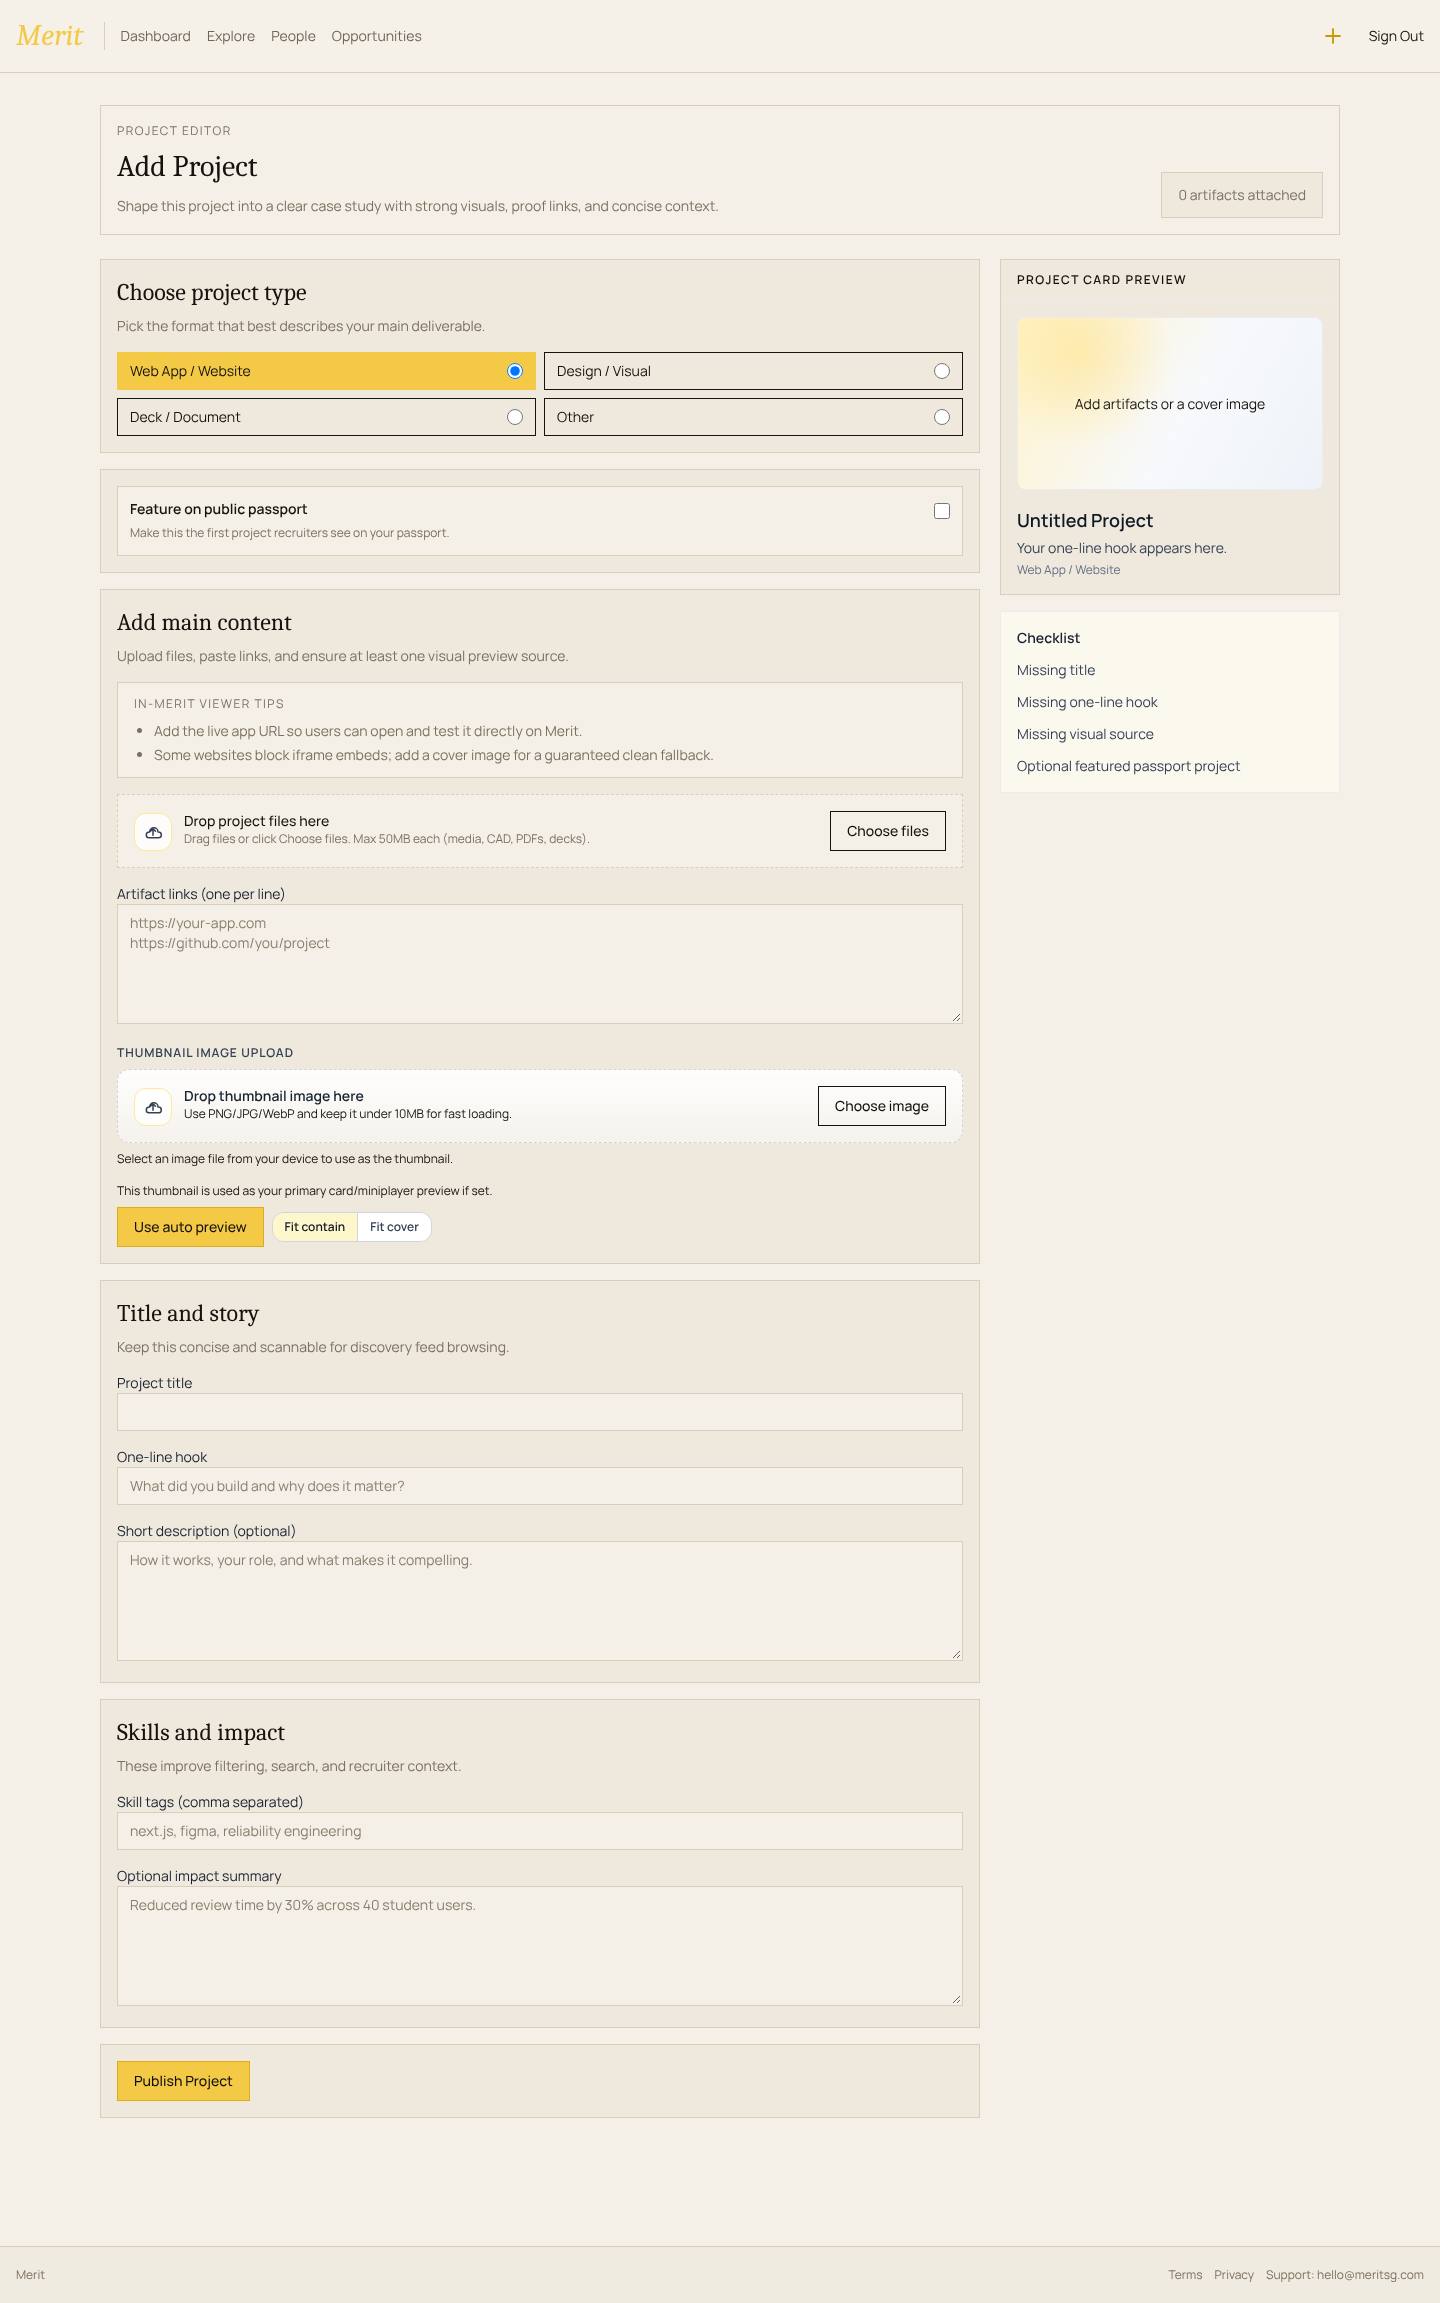 Merit
Dashboard Explore People Opportunities
Sign Out
PROJECT EDITOR
Add Project
Shape this project into a clear case study with strong visuals, proof links, and concise context.
0 artifacts attached
Choose project type
Pick the format that best describes your main deliverable.
Web App / Website
Design / Visual
Deck / Document
Other
Feature on public passport
Make this the first project recruiters see on your passport.
Add main content
Upload files, paste links, and ensure at least one visual preview source.
IN-MERIT VIEWER TIPS
Add the live app URL so users can open and test it directly on Merit.
Some websites block iframe embeds; add a cover image for a guaranteed clean fallback.
Drop project files here
Drag files or click Choose files. Max 50MB each (media, CAD, PDFs, decks).
Choose files
Artifact links (one per line)
https://your-app.com
https://github.com/you/project
THUMBNAIL IMAGE UPLOAD
Drop thumbnail image here
Use PNG/JPG/WebP and keep it under 10MB for fast loading.
Choose image
Select an image file from your device to use as the thumbnail.
This thumbnail is used as your primary card/miniplayer preview if set.
Use auto preview
Fit contain
Fit cover
Title and story
Keep this concise and scannable for discovery feed browsing.
Project title
One-line hook
What did you build and why does it matter?
Short description (optional)
How it works, your role, and what makes it compelling.
Skills and impact
These improve filtering, search, and recruiter context.
Skill tags (comma separated)
next.js, figma, reliability engineering
Optional impact summary
Reduced review time by 30% across 40 student users.
Publish Project
PROJECT CARD PREVIEW
Add artifacts or a cover image
Untitled Project
Your one-line hook appears here.
Web App / Website
Checklist
Missing title
Missing one-line hook
Missing visual source
Optional featured passport project
Merit
Terms Privacy Support: hello@meritsg.com